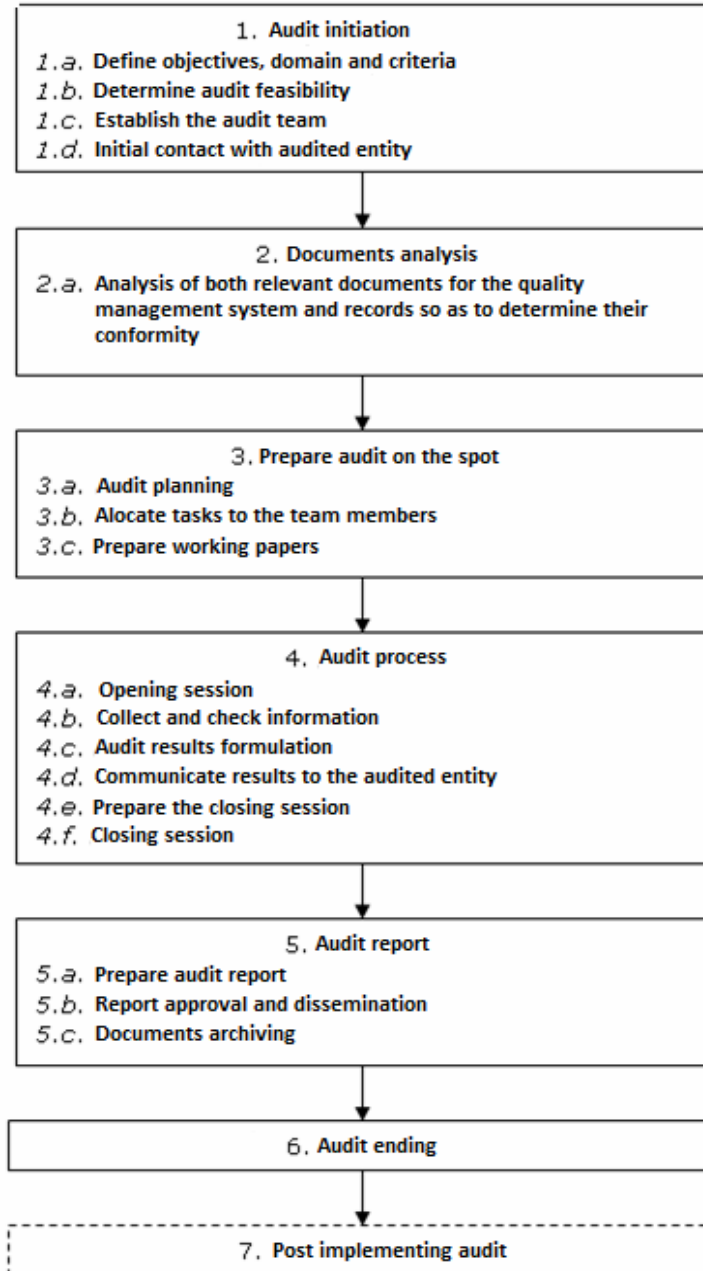 1. Audit initiation
1.a. Define objectives, domain and criteria
1.b. Determine audit feasibility
1.c. Establish the audit team
1.d. Initial contact with audited entity
2. Documents analysis
2.a. Analysis of both relevant documents for the quality
management system and records so as to determine their
conformity
3. Prepare audit on the spot
3.a. Audit planning
3.b. Alocate tasks to the team members
3.c. Prepare working papers
4. Audit process
4.a. Opening session
4.b. Collect and check information
4.c. Audit results formulation
4.d. Communicate results to the audited entity
4.e. Prepare the closing session
4.f. Closing session
5. Audit report
5.a. Prepare audit report
5.b. Report approval and dissemination
5.c. Documents archiving
6. Audit ending
7. Post implementing audit